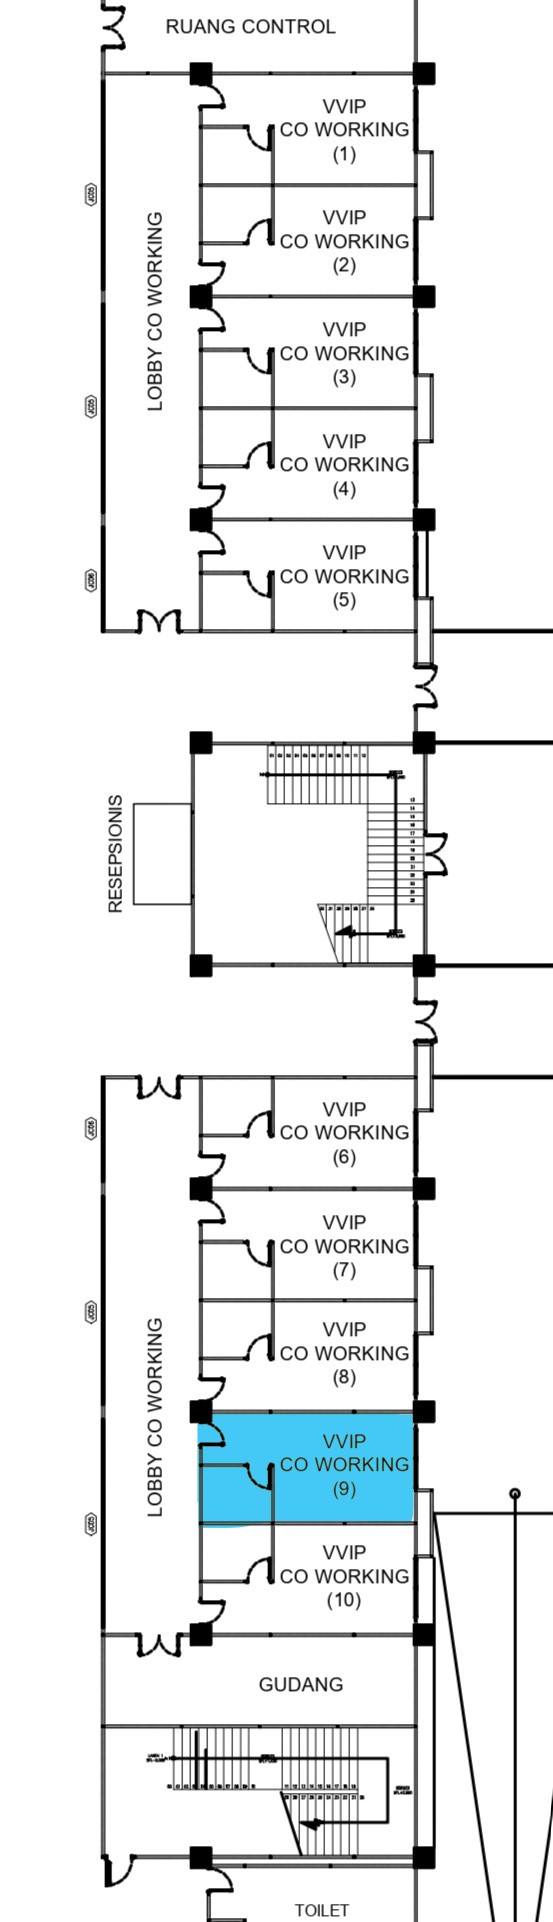 RUANG CONTROL
VVIP
CO WORKING
(1)
VVIP
CO WORKING
(2)
LOBBY CO WORKING
VVIP
CO WORKING
(3)
VVIP
CO WORKING
(4)
VVIP
CO WORKING
(5)
RESEPSIONIS
VVIP
CO WORKING
(6)
VVIP
CO WORKING
(7)
VVIP
CO WORKING
(8)
LOBBY CO WORKING
VVIP
CO WORKING
(9)
VVIP
CO WORKING
(10)
GUDANG
TOILET